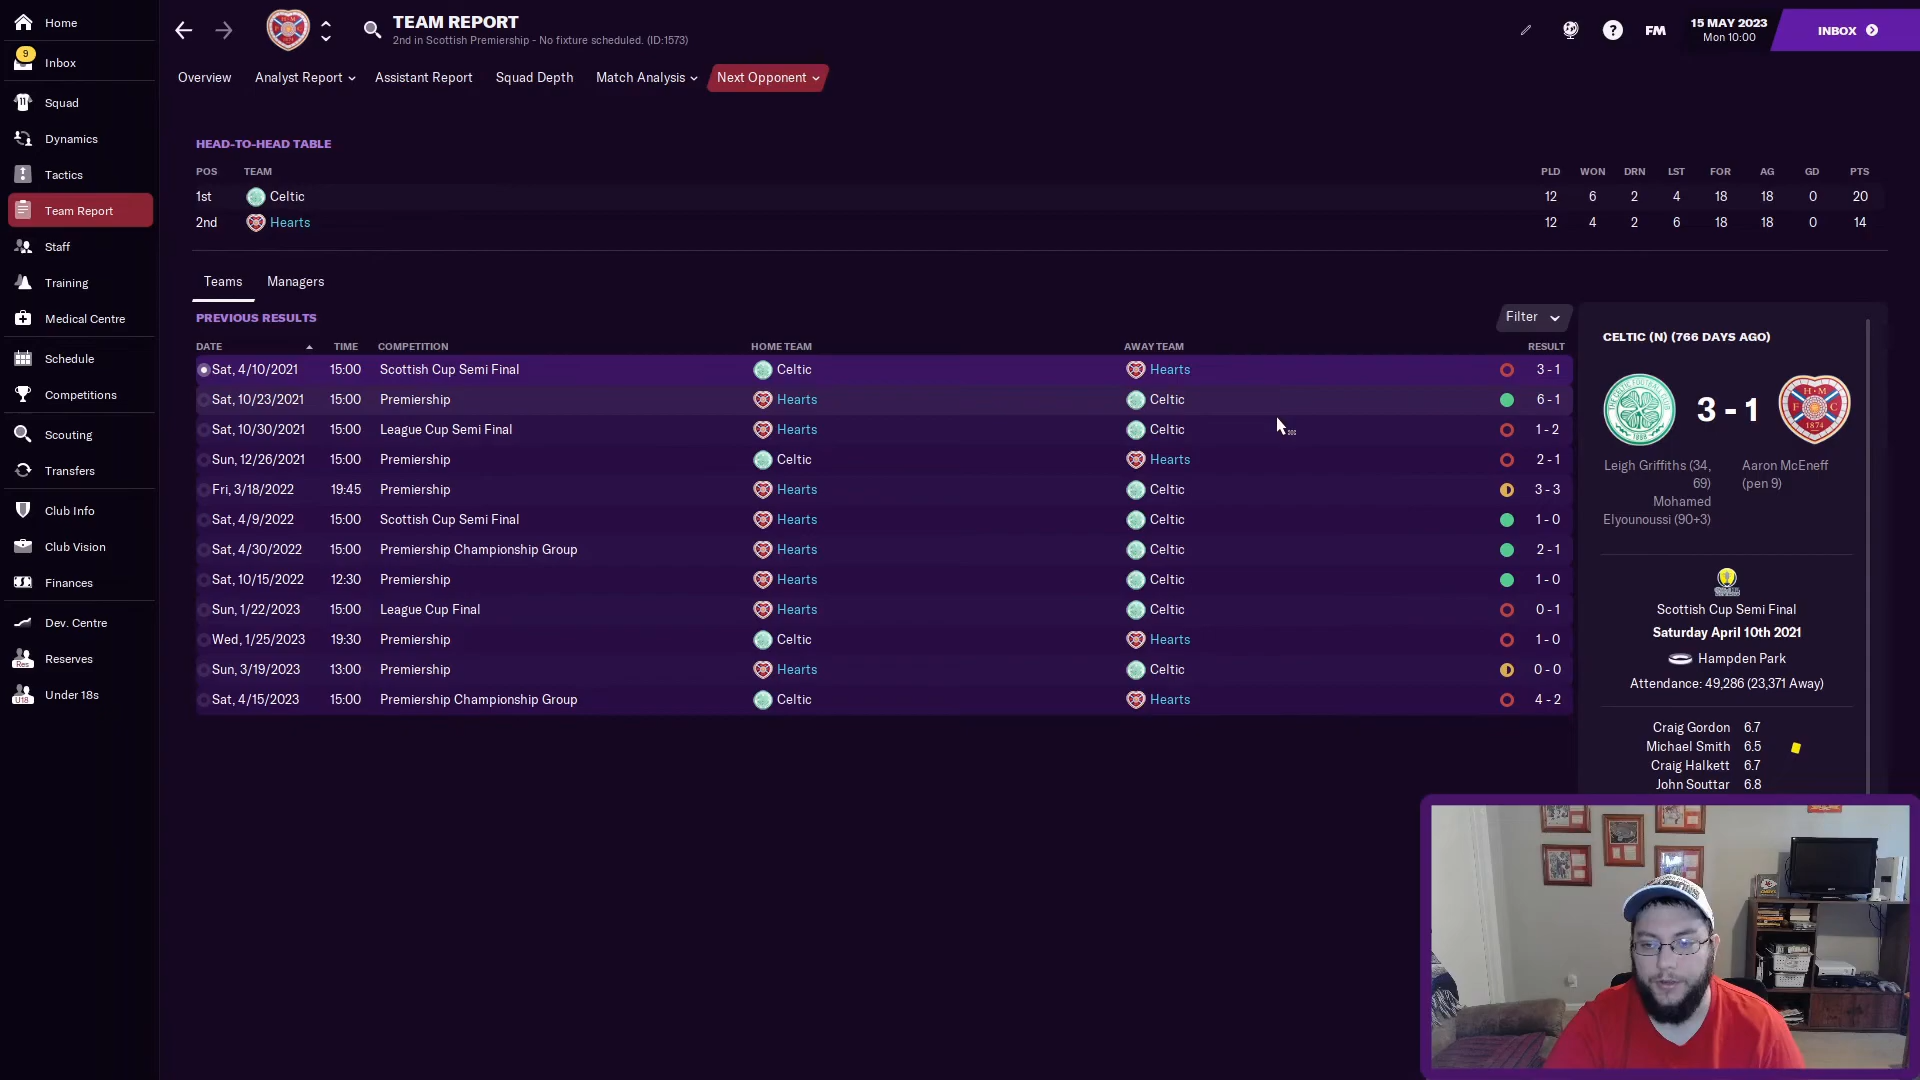 Home
9
Inbox
Squad
Dynamics
Tactics
Team Report
Staff
Training
Medical Centre
Schedule
Competitions
Scouting
Transfers
Club Info
Club Vision
Finances
Dev. Centre
Res
Reserves
U18
Under 18s
TEAM REPORT
2nd in Scottish Premiership - No fixture scheduled. (ID:1573)
? FM
15 MAY 2023
Mon 10:00
INBOX
Overview Analyst Report Assistant Report Squad Depth Match Analysis Next Opponent
HEAD-TO-HEAD TABLE
POS TEAM PLD WON DRN LST FOR AG GD PTS
1st Celtic 12 6 2 4 18 18 0 20
2nd Hearts 12 4 2 6 18 18 0 14
Teams Managers
PREVIOUS RESULTS
Filter
DATE TIME COMPETITION HOME TEAM AWAY TEAM RESULT
Sat, 4/10/2021 15:00 Scottish Cup Semi Final Celtic Hearts 3 - 1
Sat, 10/23/2021 15:00 Premiership Hearts Celtic 6 - 1
Sat, 10/30/2021 15:00 League Cup Semi Final Hearts Celtic 1 - 2
Sun, 12/26/2021 15:00 Premiership Celtic Hearts 2 - 1
Fri, 3/18/2022 19:45 Premiership Hearts Celtic 3 - 3
Sat, 4/9/2022 15:00 Scottish Cup Semi Final Hearts Celtic 1 - 0
Sat, 4/30/2022 15:00 Premiership Championship Group Hearts Celtic 2 - 1
Sat, 10/15/2022 12:30 Premiership Hearts Celtic 1 - 0
Sun, 1/22/2023 15:00 League Cup Final Hearts Celtic 0 - 1
Wed, 1/25/2023 19:30 Premiership Celtic Hearts 1 - 0
Sun, 3/19/2023 13:00 Premiership Hearts Celtic 0 - 0
Sat, 4/15/2023 15:00 Premiership Championship Group Celtic Hearts 4 - 2
CELTIC (N) (766 DAYS AGO)
3 - 1
H M
F C
1874
Leigh Griffiths (34,
69)
Mohamed
Elyounoussi (90+3)
Aaron McEneff
(pen 9)
Scottish Cup Semi Final
Saturday April 10th 2021
Hampden Park
Attendance: 49,286 (23,371 Away)
Craig Gordon 6.7
Michael Smith 6.5
Craig Halkett 6.7
John Souttar 6.8